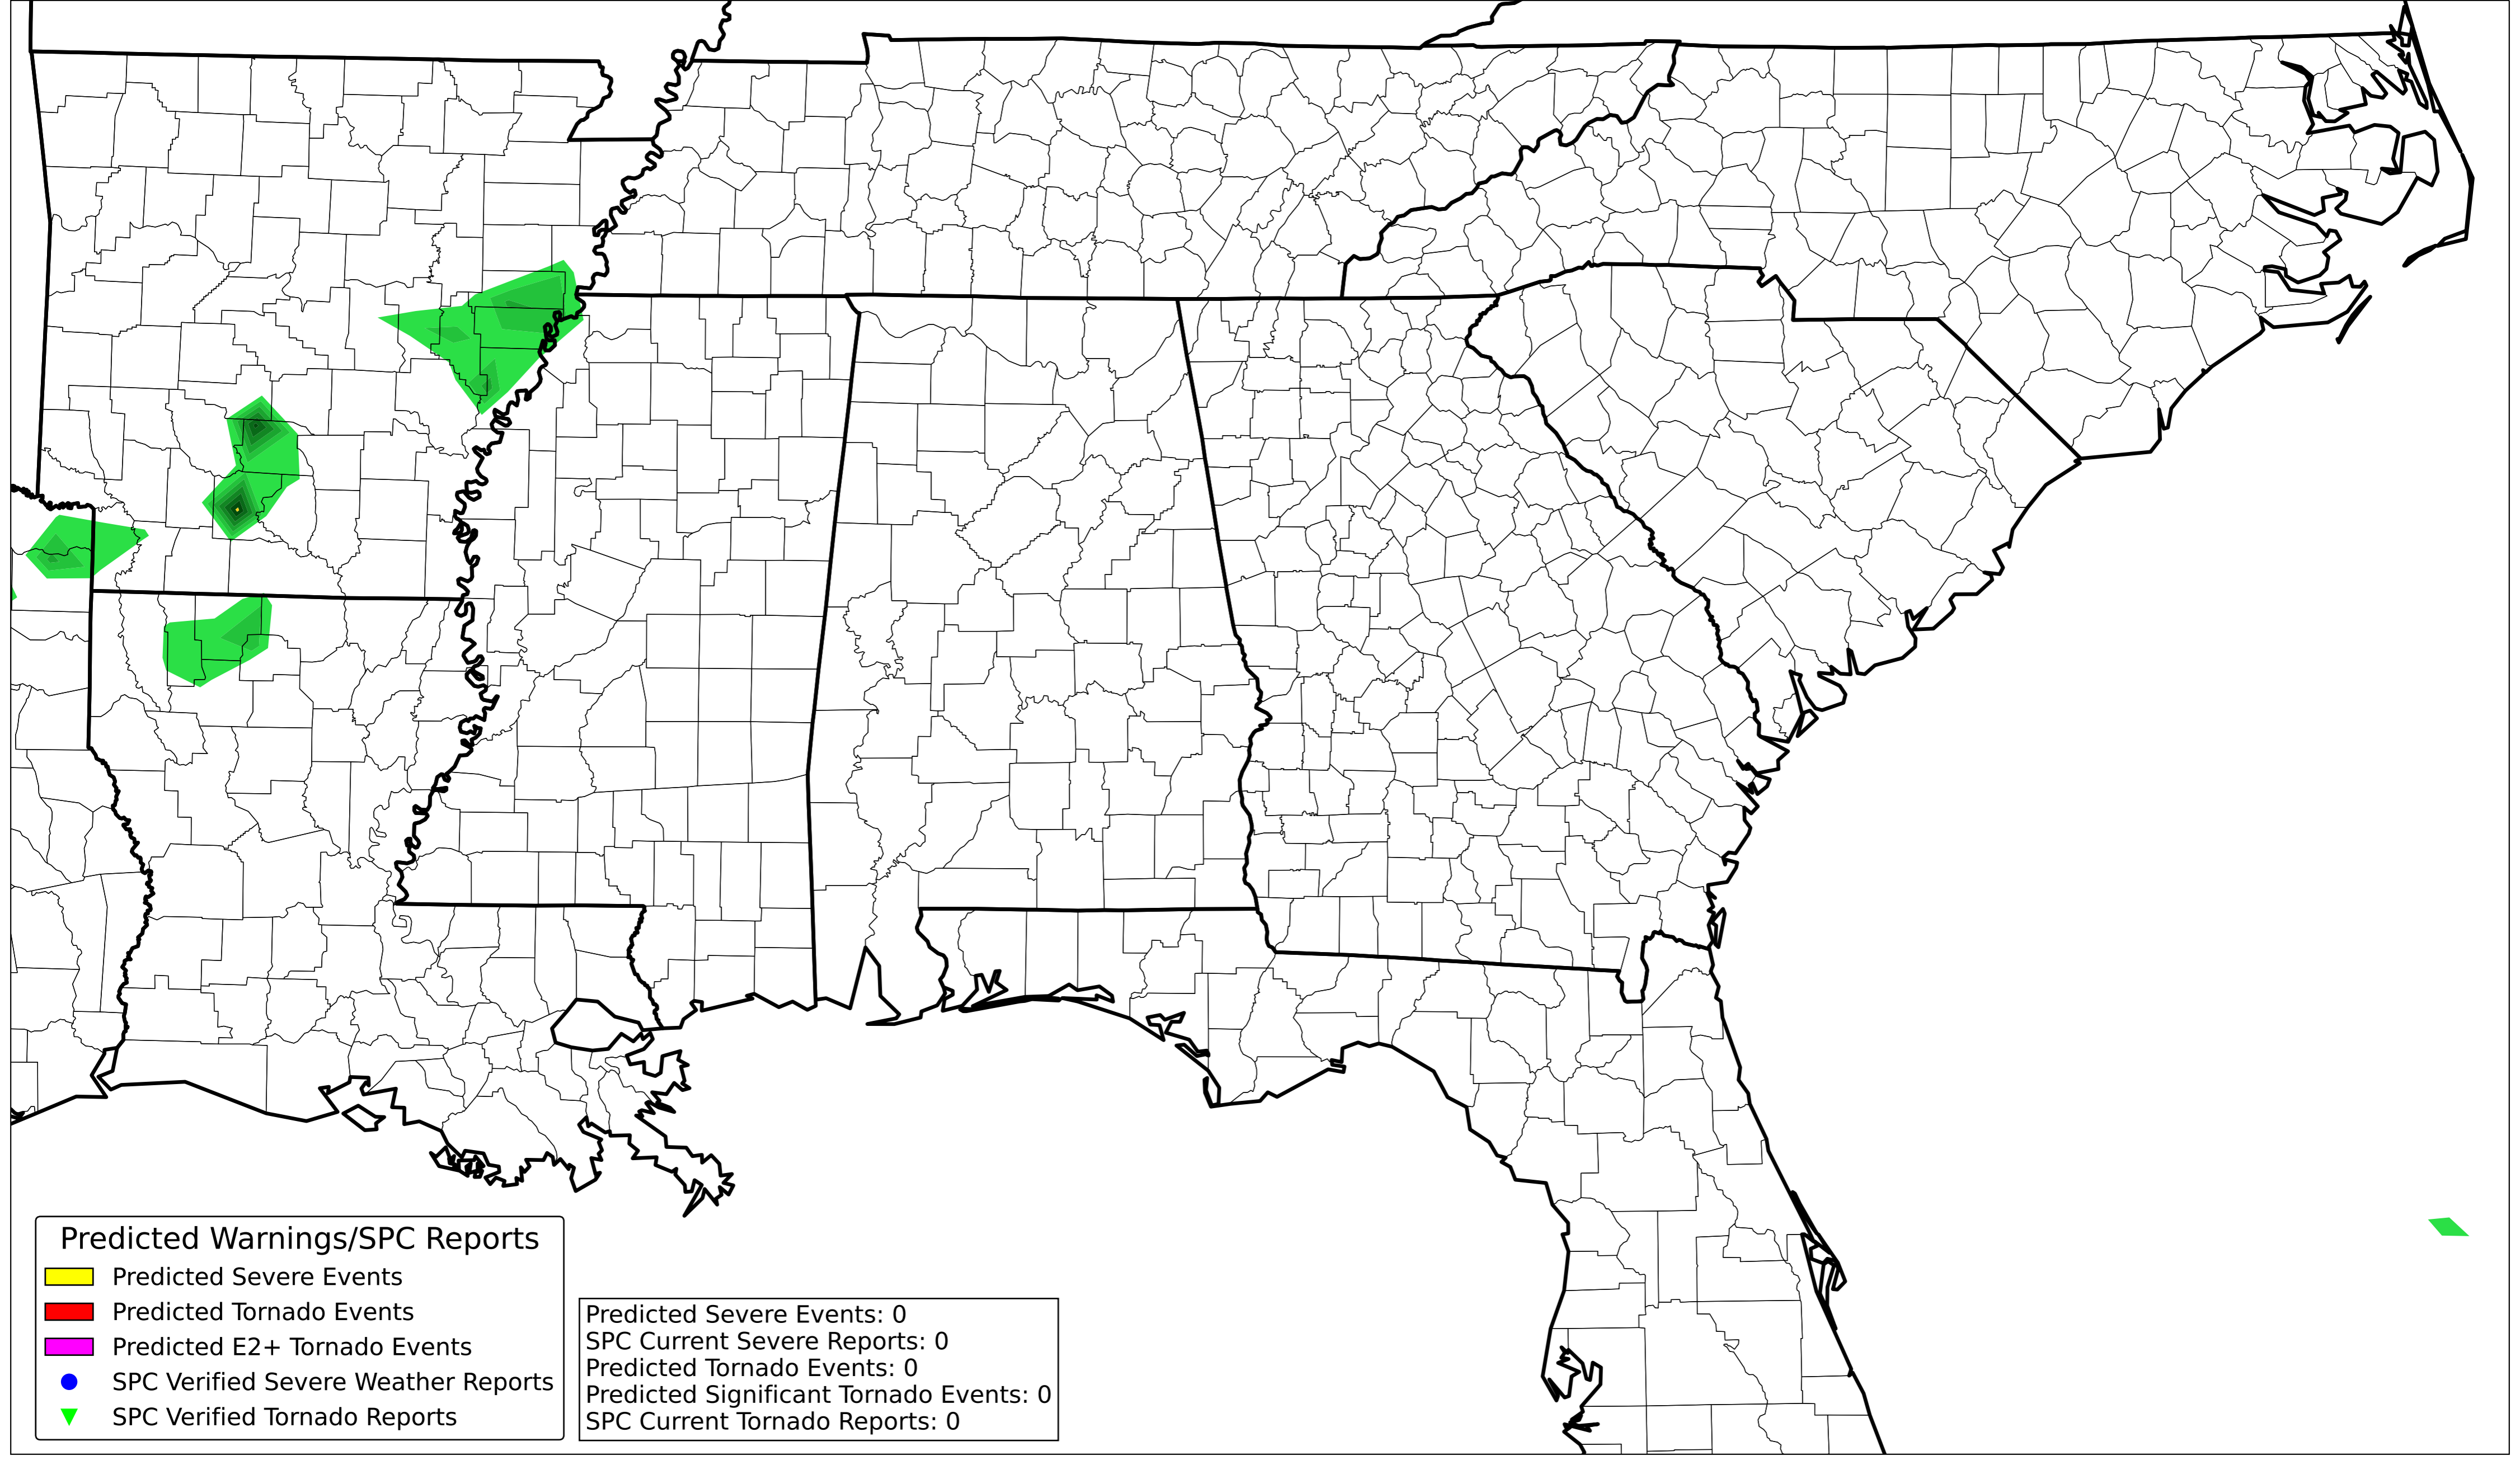 Predicted Warnings/SPC Reports
Predicted Severe Events
Predicted Tornado Events
Predicted E2+ Tornado Events
SPC Verified Severe Weather Reports
SPC Verified Tornado Reports
Predicted Severe Events: 0
SPC Current Severe Reports: 0
Predicted Tornado Events: 0
Predicted Significant Tornado Events: 0
SPC Current Tornado Reports: 0